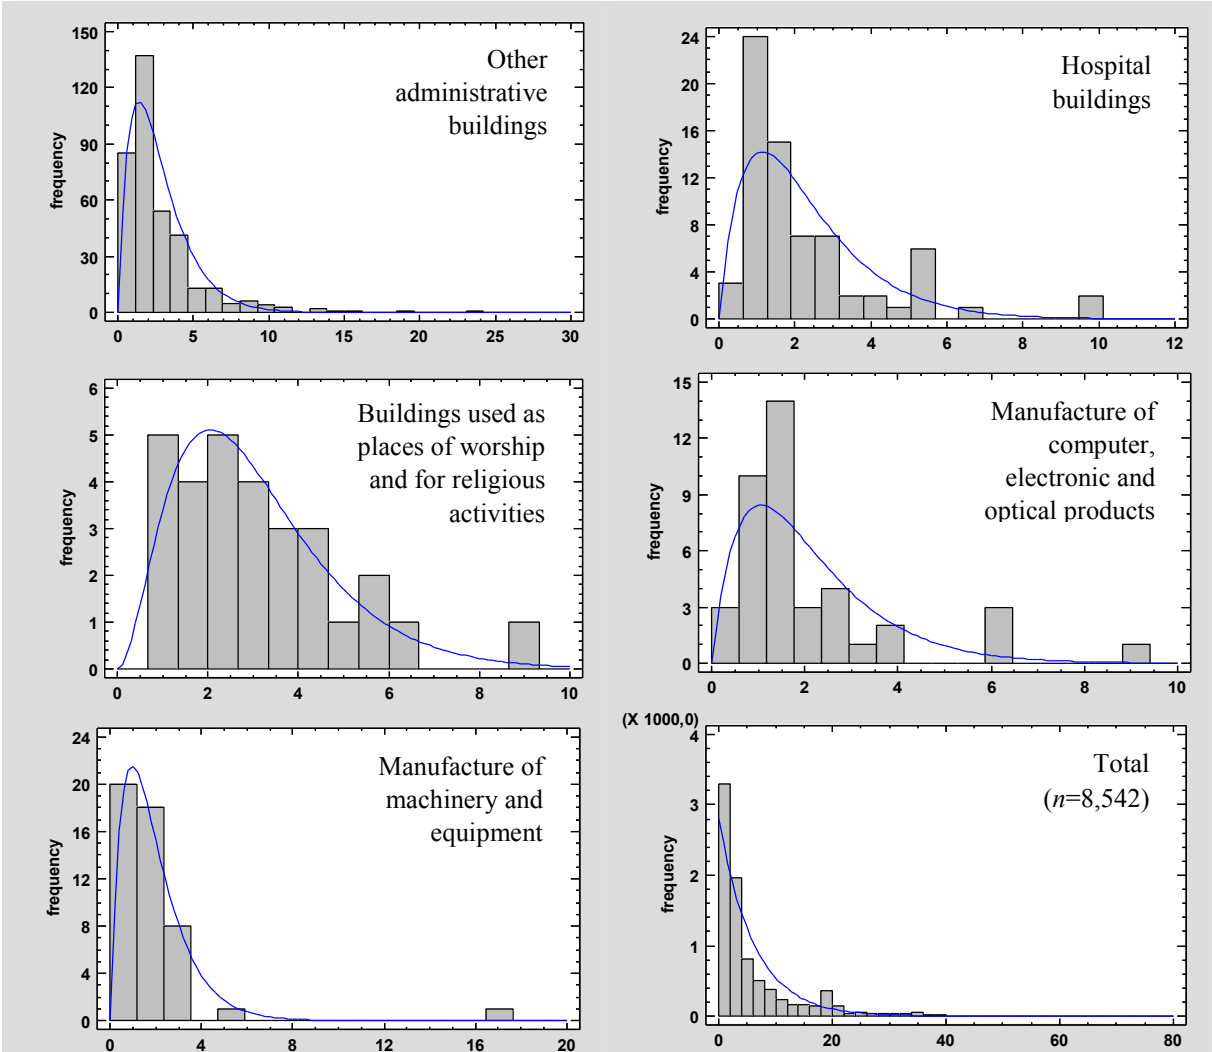 150
120
90
60
30
0
frequency
0 5 10 15 20 25 30
Other
administrative
buildings
24
20
16
12
8
4
0
frequency
0 2 4 6 8 10 12
Hospital
buildings
6
5
4
3
2
1
0
frequency
0 2 4 6 8 10
Buildings used as
places of worship
and for religious
activities
15
12
9
6
3
0
frequency
0 2 4 6 8 10
Manufacture of
computer,
electronic and
optical products
24
20
16
12
8
4
0
frequency
0 4 8 12 16 20
Manufacture of
machinery and
equipment
(X 1000,0)
4
3
2
1
0
frequency
0 20 40 60 80
Total
(n=8,542)